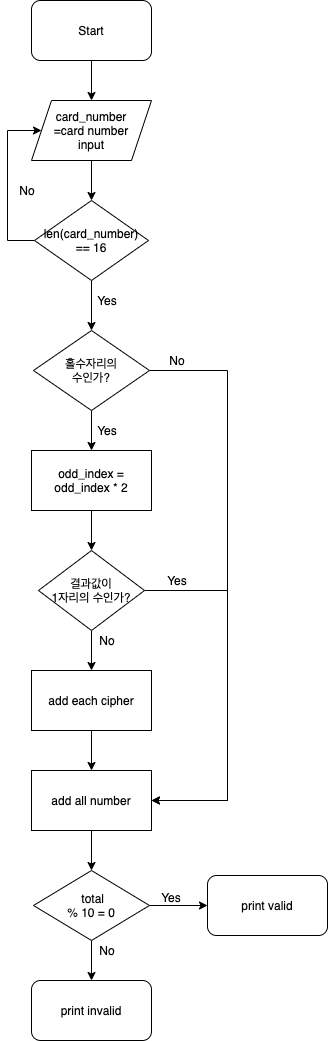 Start
card_number
=card number
input
No
len(card_number)
== 16
Yes
홀수자리의
수인가?
No
Yes
odd_index =
odd_index * 2
결과값이
1자리의 수인가?
Yes
No
add each cipher
add all number
total
% 10 = 0
Yes
print valid
No
print invalid